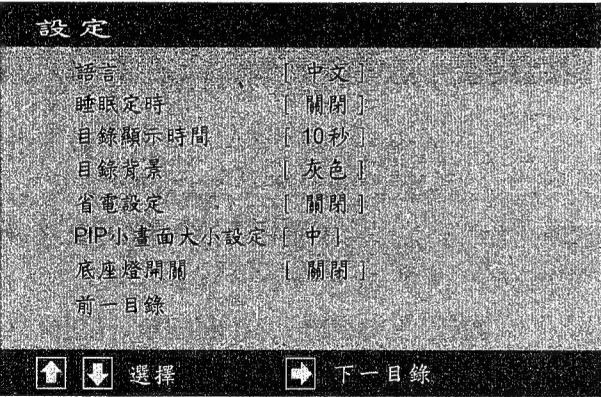 設定
語言 [ 中文 ]
睡眠定時 [ 關閉 ]
目錄顯示時間 [ 10秒 ]
目錄背景 [ 灰色 ]
省電設定 [ 關閉 ]
PIP小畫面大小設定 [ 中 ]
底座燈開關 [ 關閉 ]
前一目錄
選擇 下一目錄